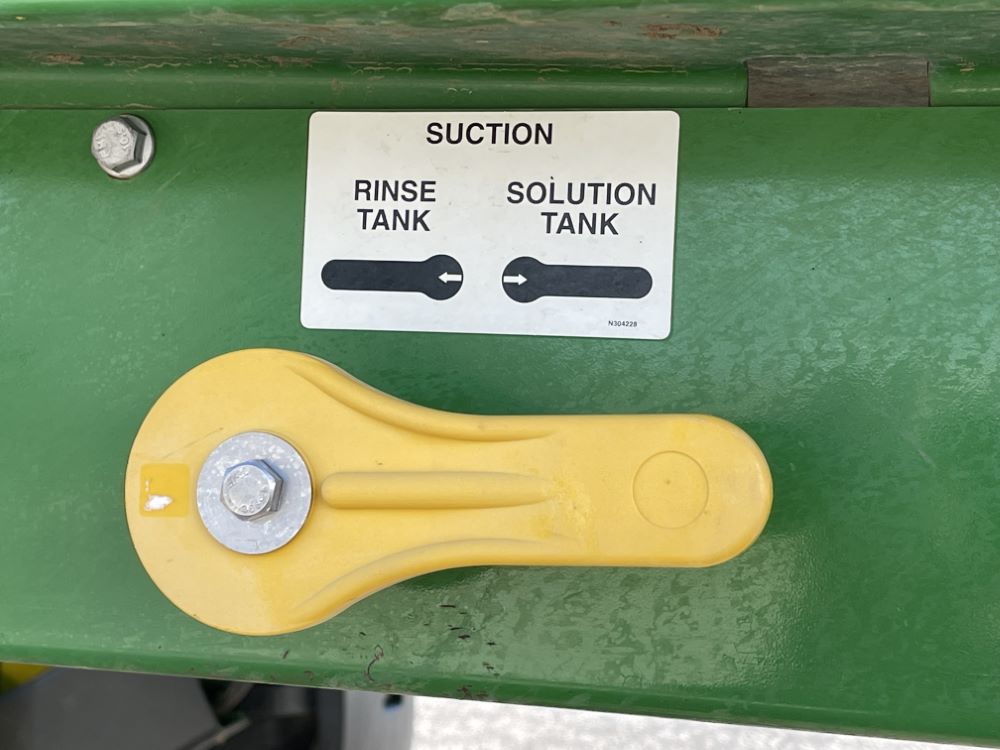 SUCTION
RINSE
TANK
SOLUTION
TANK
N304228